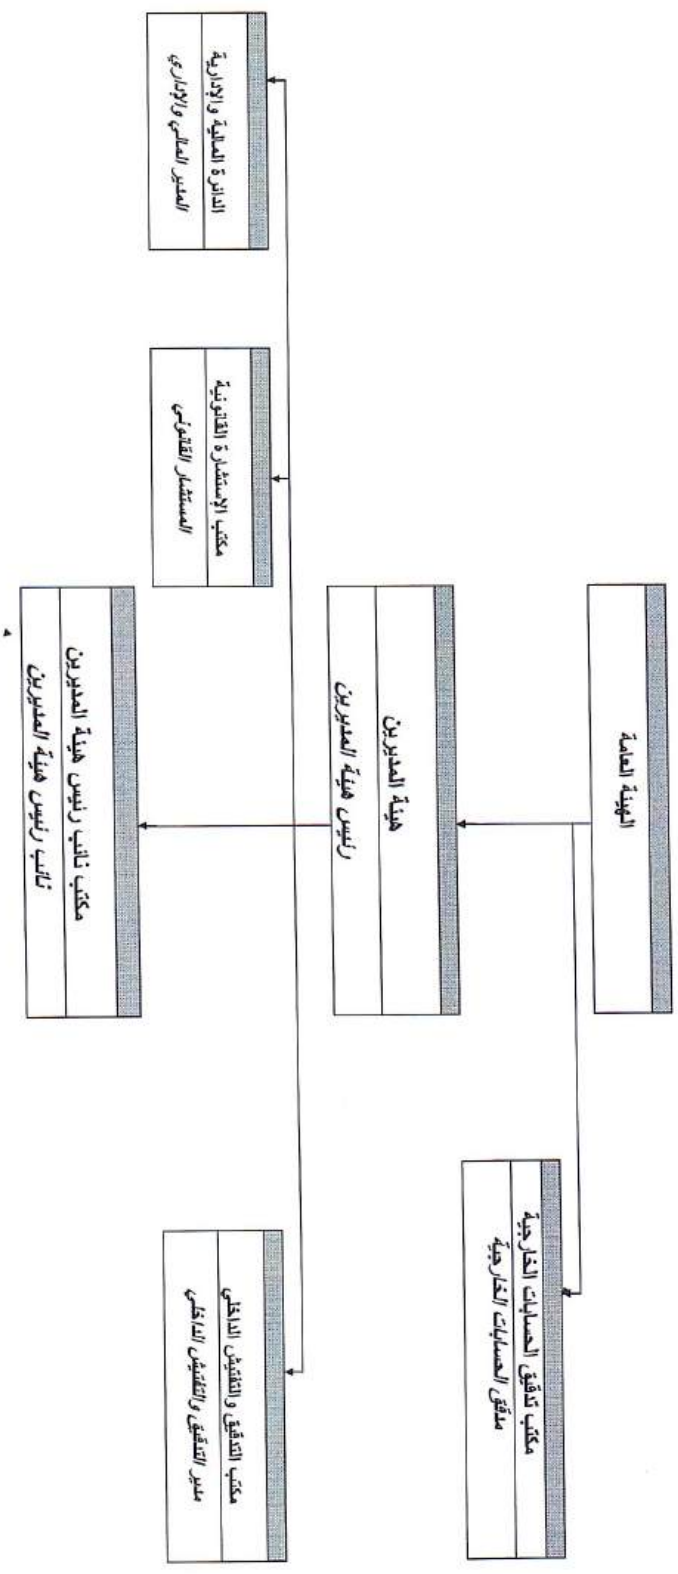 الهيئة العامة
مكتب تدقيق الحسابات الخارجية
مدقق الحسابات الخارجية
هيئة المديرين
رئيس هيئة المديرين
الدائرة المالية والإدارية
المدير المالي والإداري
مكتب الإستشارة القانونية
المستشار القانوني
مكتب التدقيق والتفتيش الداخلي
مدير التدقيق والتفتيش الداخلي
مكتب نائب رئيس هيئة المديرين
نائب رئيس هيئة المديرين